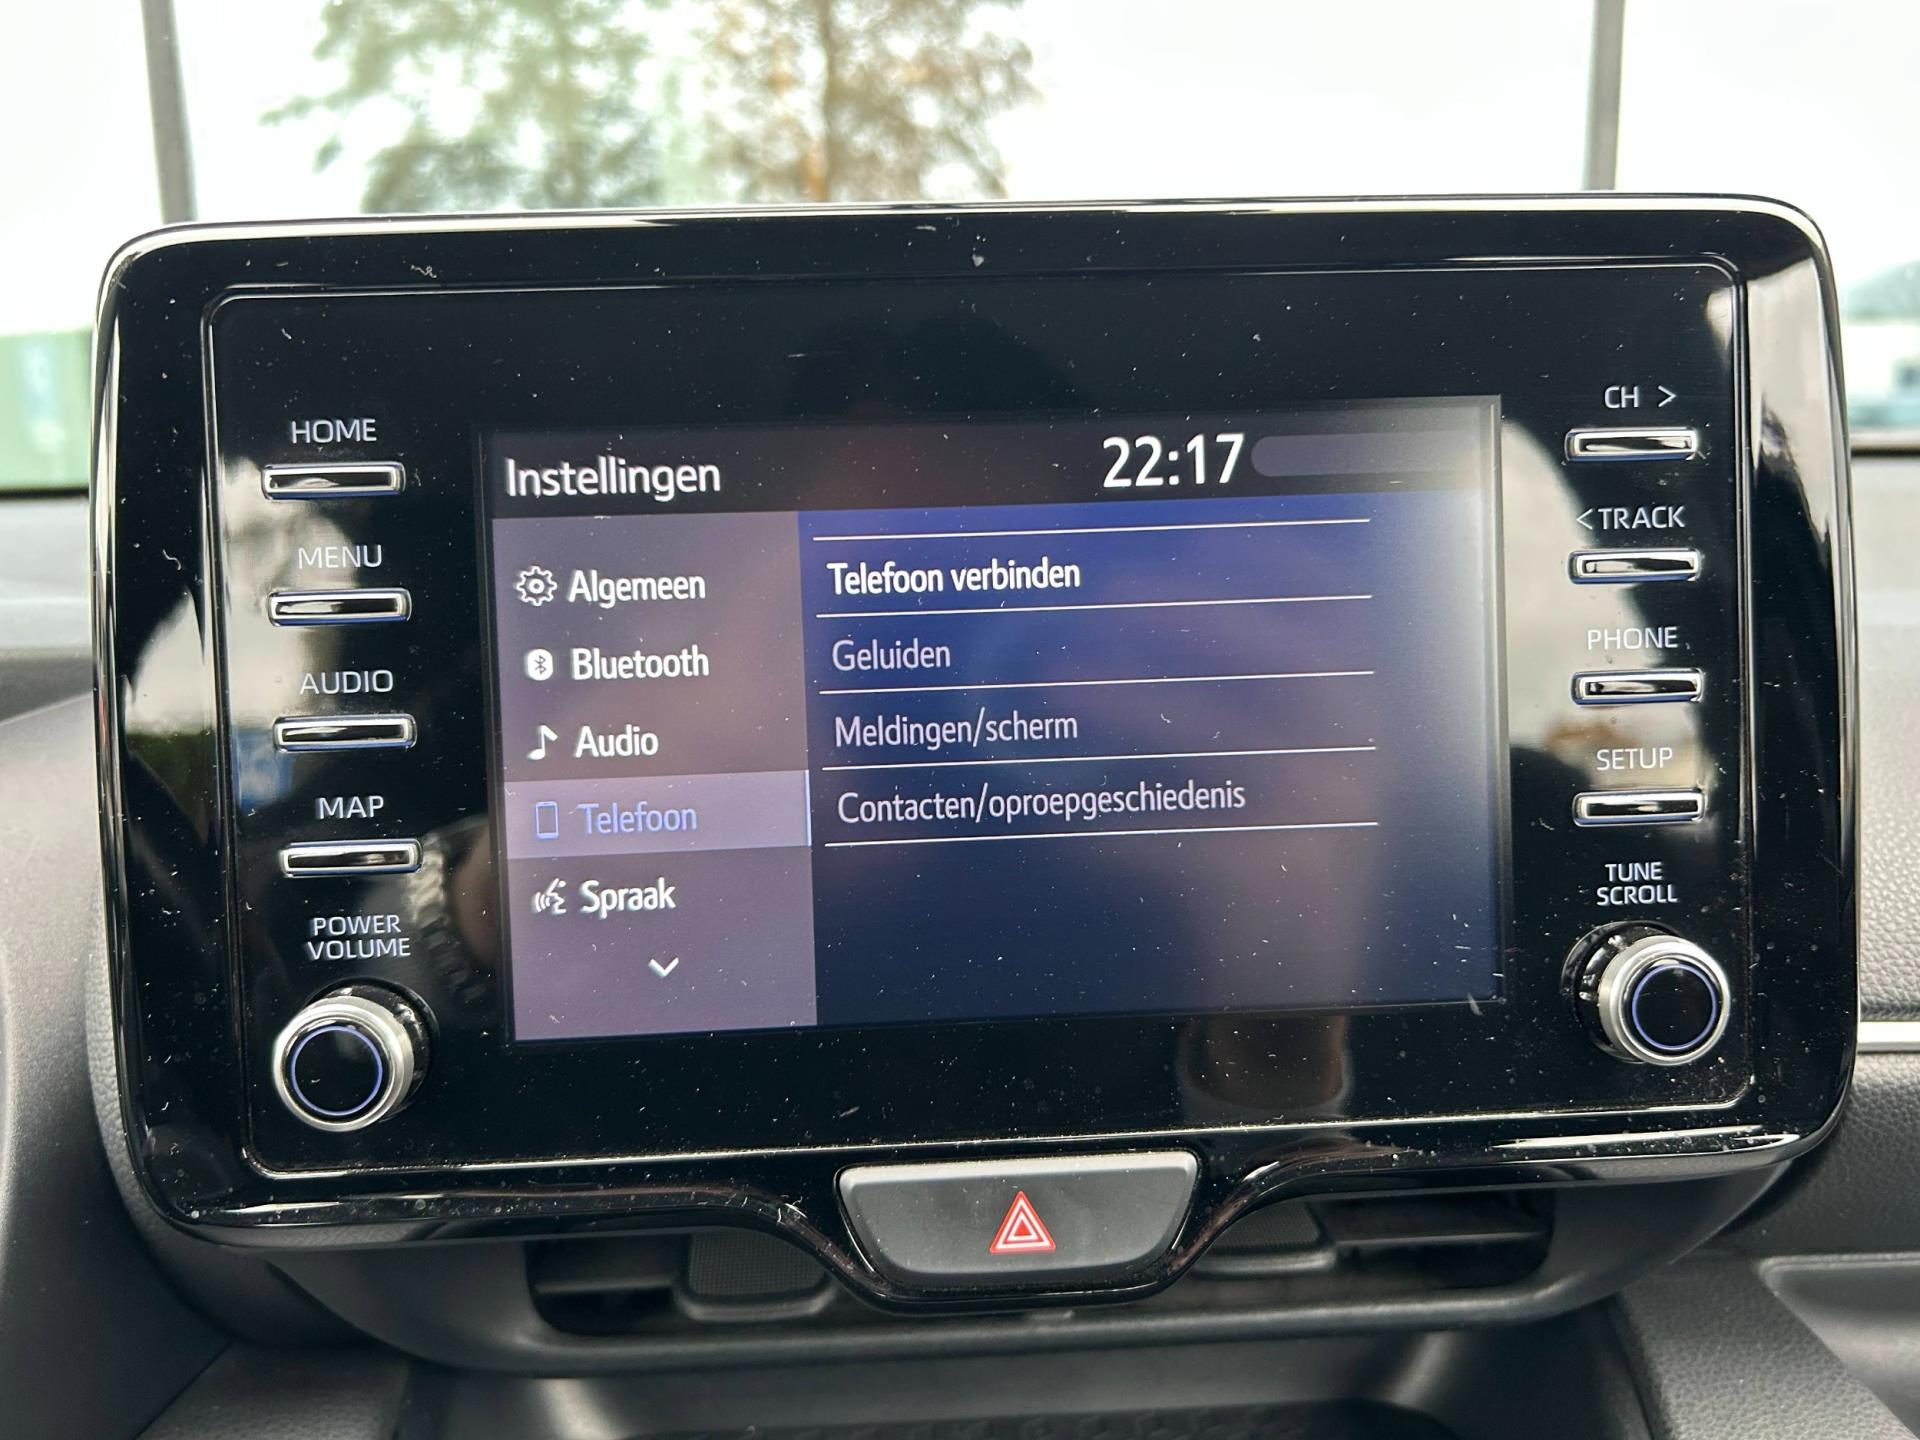 HOME
MENU
AUDIO
MAP
POWER
VOLUME
Instellingen
22:17
Algemeen
Bluetooth
Audio
Telefoon
Spraak
Telefoon verbinden
Geluiden
Meldingen/scherm
Contacten/oproepgeschiedenis
CH >
< TRACK
PHONE
SETUP
TUNE
SCROLL